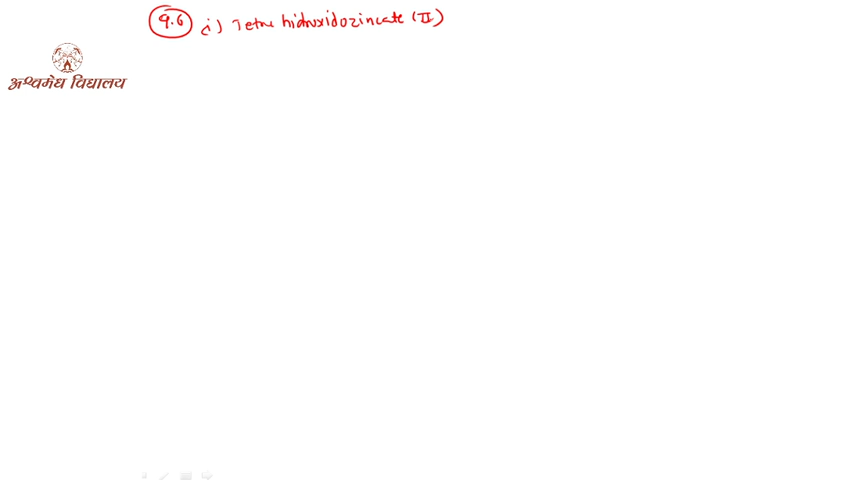 9.6 (i) Tetra hidroxidozincate (II)
अश्वमेध विद्यालय